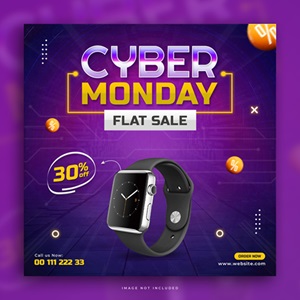 CYBER
MONDAY
FLAT SALE
30%
off
Call us Now:
00 111 222 33
ORDER NOW
www.website.com
IMAGE NOT INCLUDED